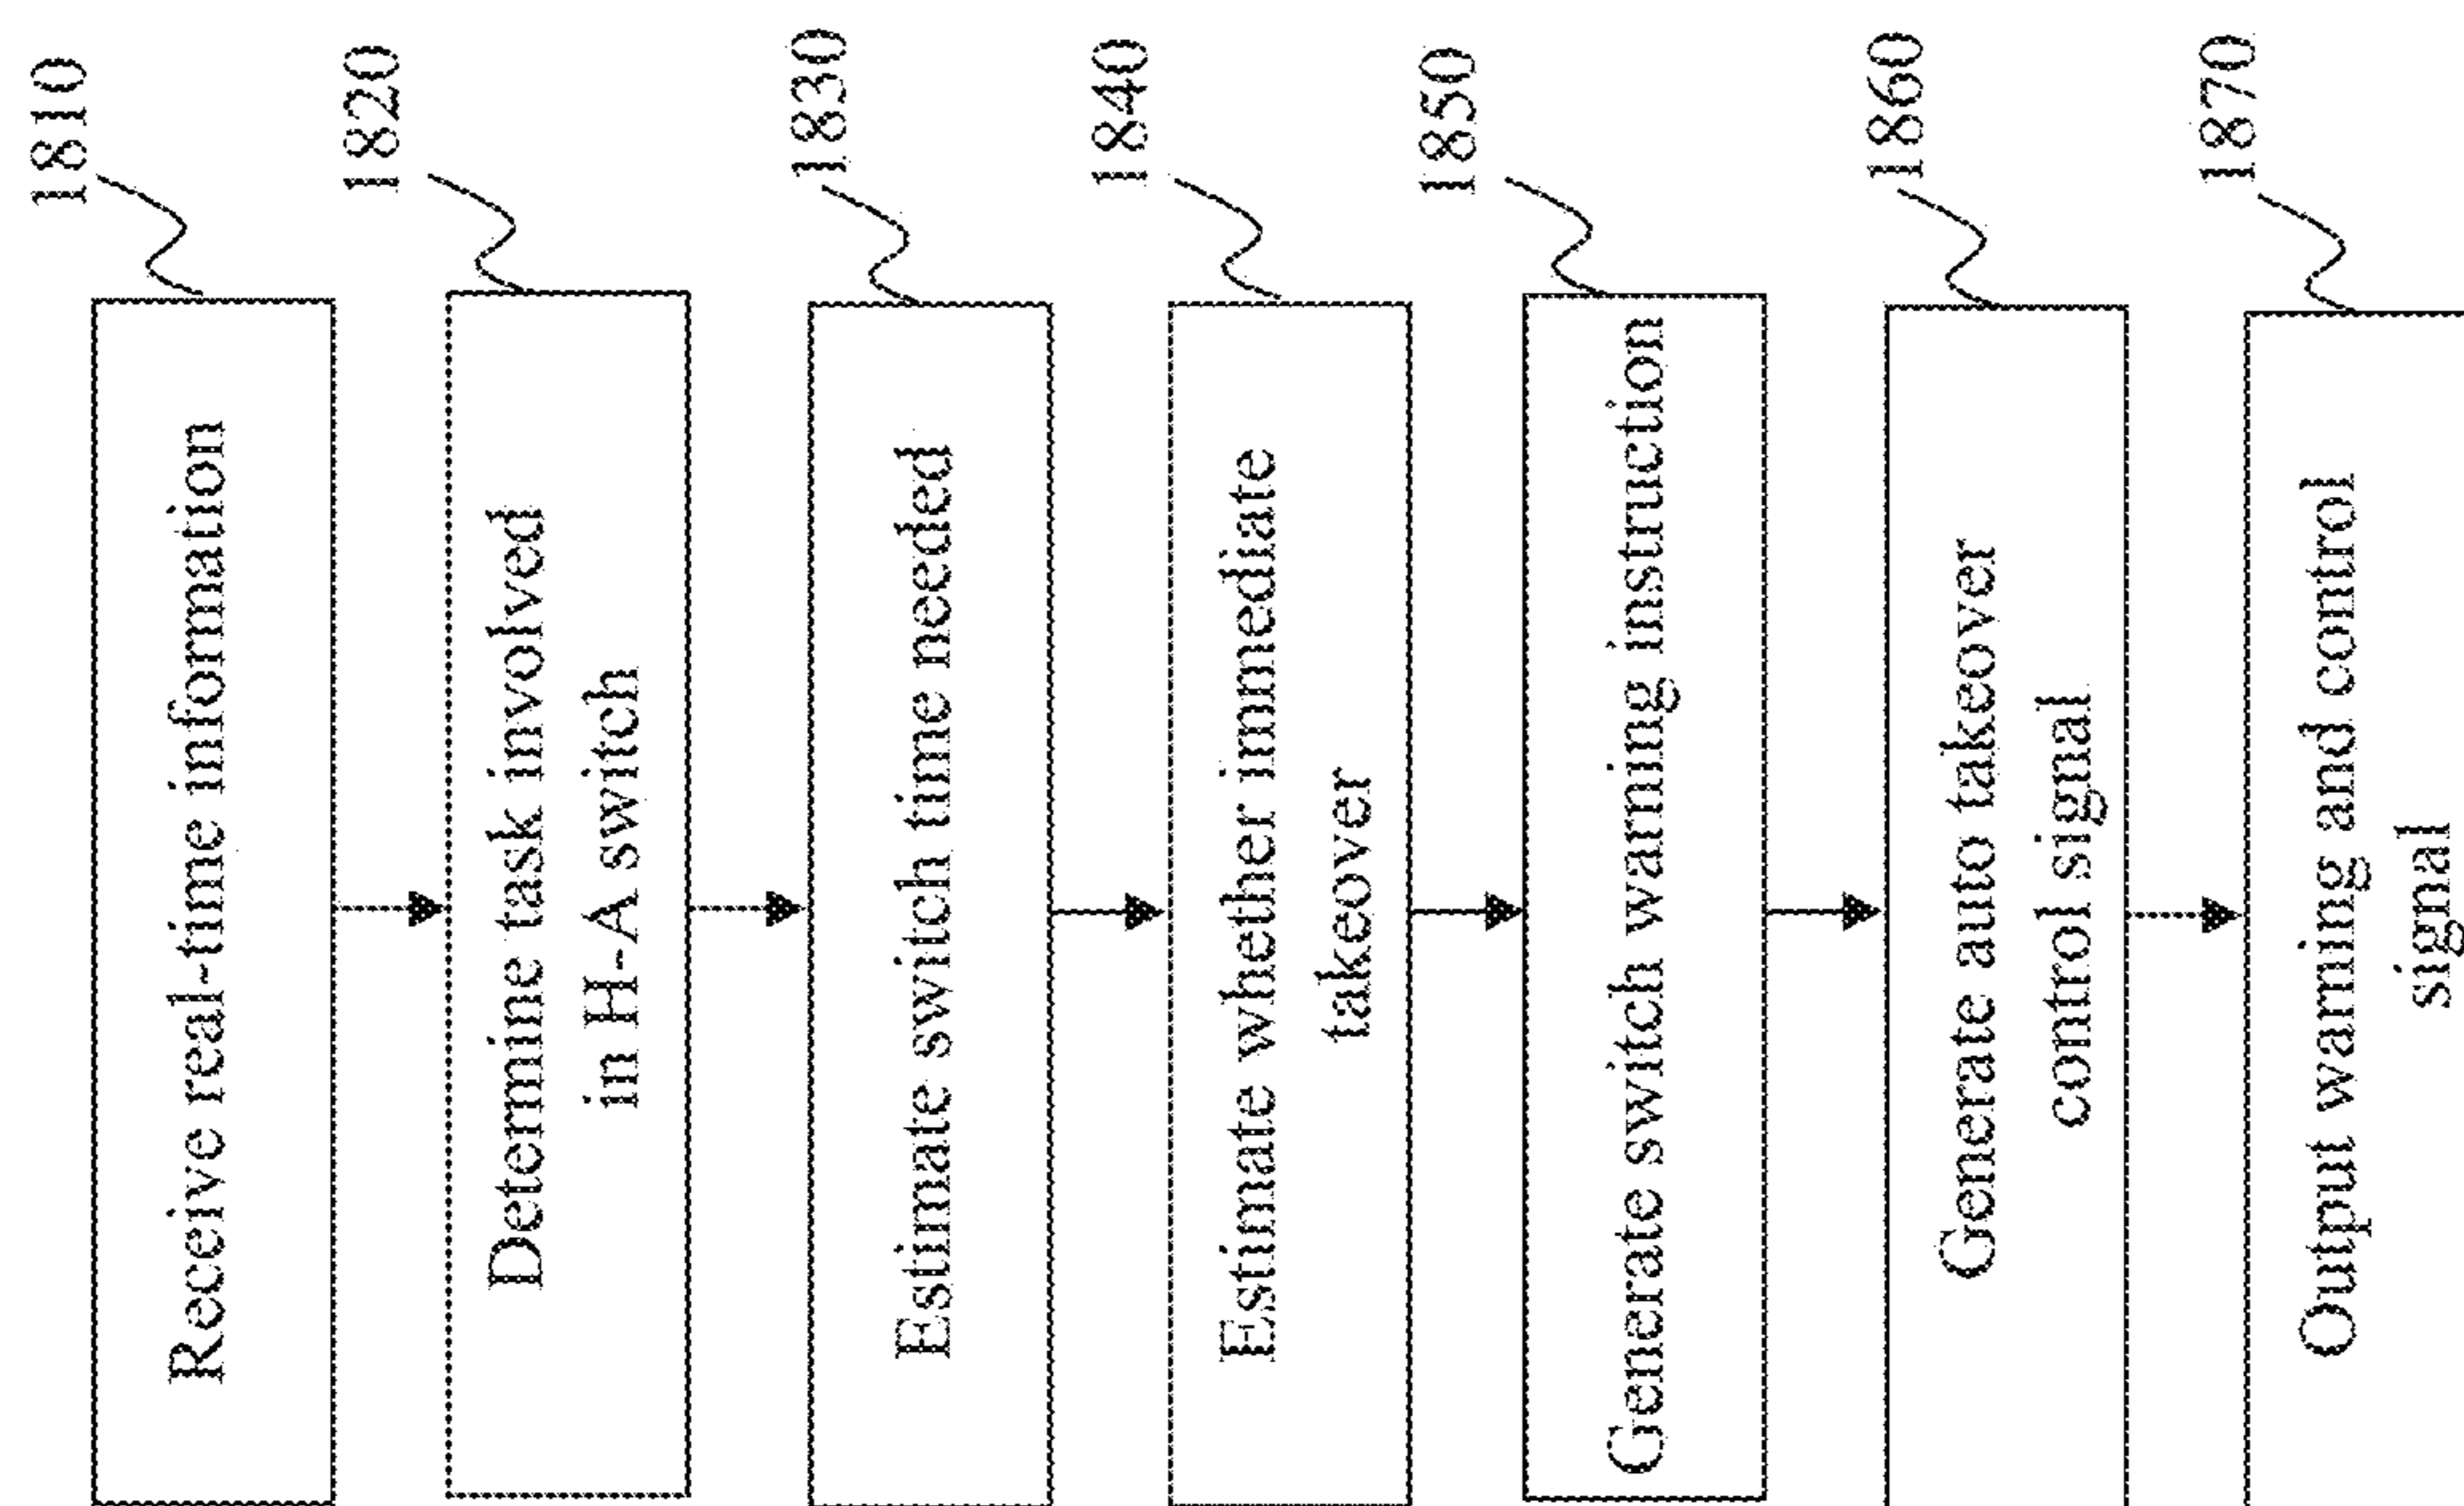 1810
Receive real-time information
1820
Determine task involved
in H-A switch
1830
Estimate switch time needed
1840
Estimate whether immediate
takeover
1850
Generate switch warning instruction
1860
Generate auto takeover
control signal
1870
Output warning and control
signal